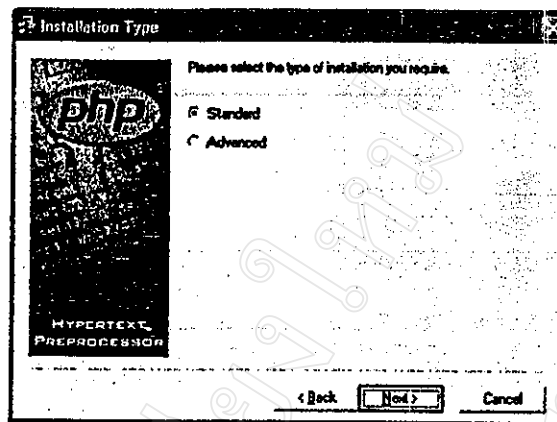 Installation Type
Please select the type of installation you require.
php
Standard
Advanced
HYPERTEXT
PREPROCESSOR
< Back
Next >
Cancel